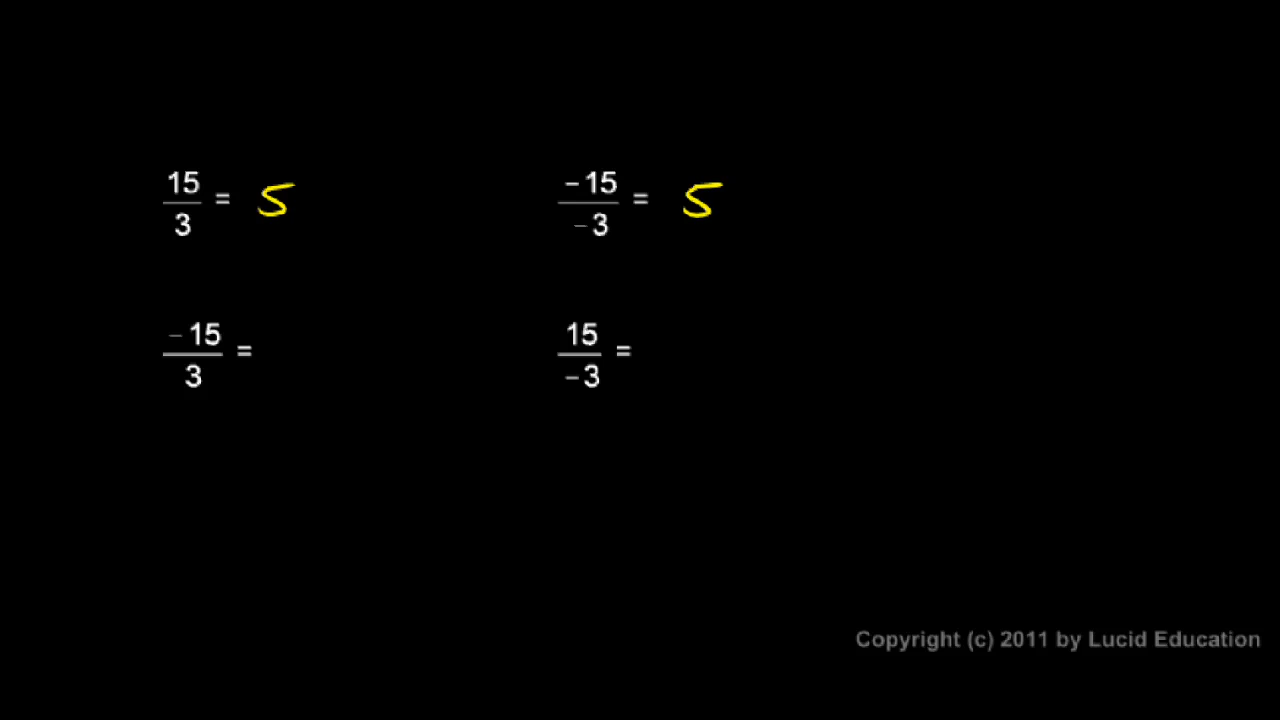 15/3 = 5
-15/-3 = 5
-15/3 =
15/-3 =
Copyright (c) 2011 by Lucid Education